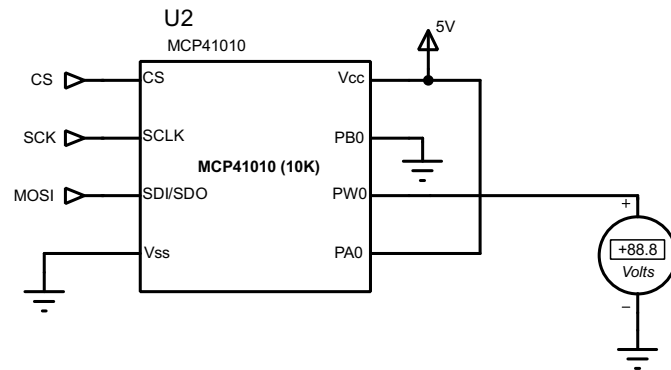 U2
MCP41010
5V
CS
CS
Vcc
SCK
SCLK
PB0
MCP41010 (10K)
MOSI
SDI/SDO
PW0
+
Vss
PA0
+88.8
Volts
−